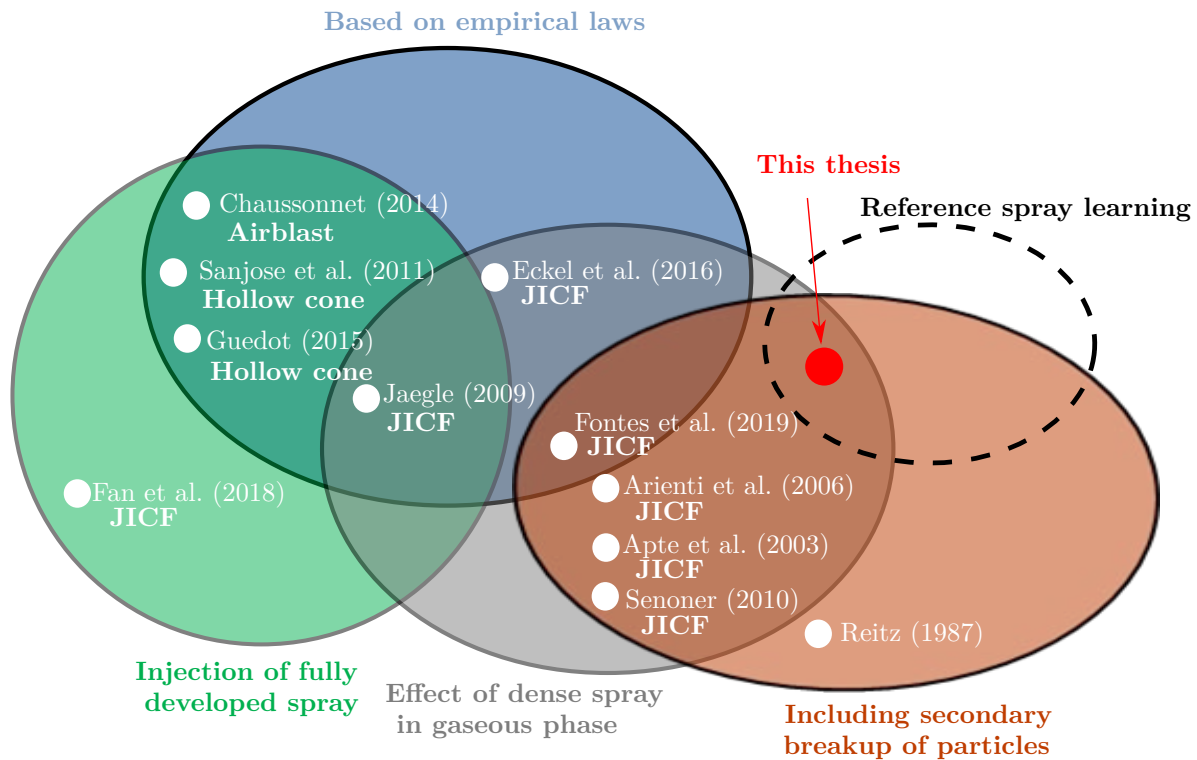 Based on empirical laws
This thesis
Reference spray learning
Chaussonnet (2014)
Airblast
Sanjose et al. (2011)
Hollow cone
Guedot (2015)
Hollow cone
Eckel et al. (2016)
JICF
Jaegle (2009)
JICF
Fan et al. (2018)
JICF
Fontes et al. (2019)
JICF
Arienti et al. (2006)
JICF
Apte et al. (2003)
JICF
Senoner (2010)
JICF
Reitz (1987)
Injection of fully
developed spray
Effect of dense spray
in gaseous phase
Including secondary
breakup of particles